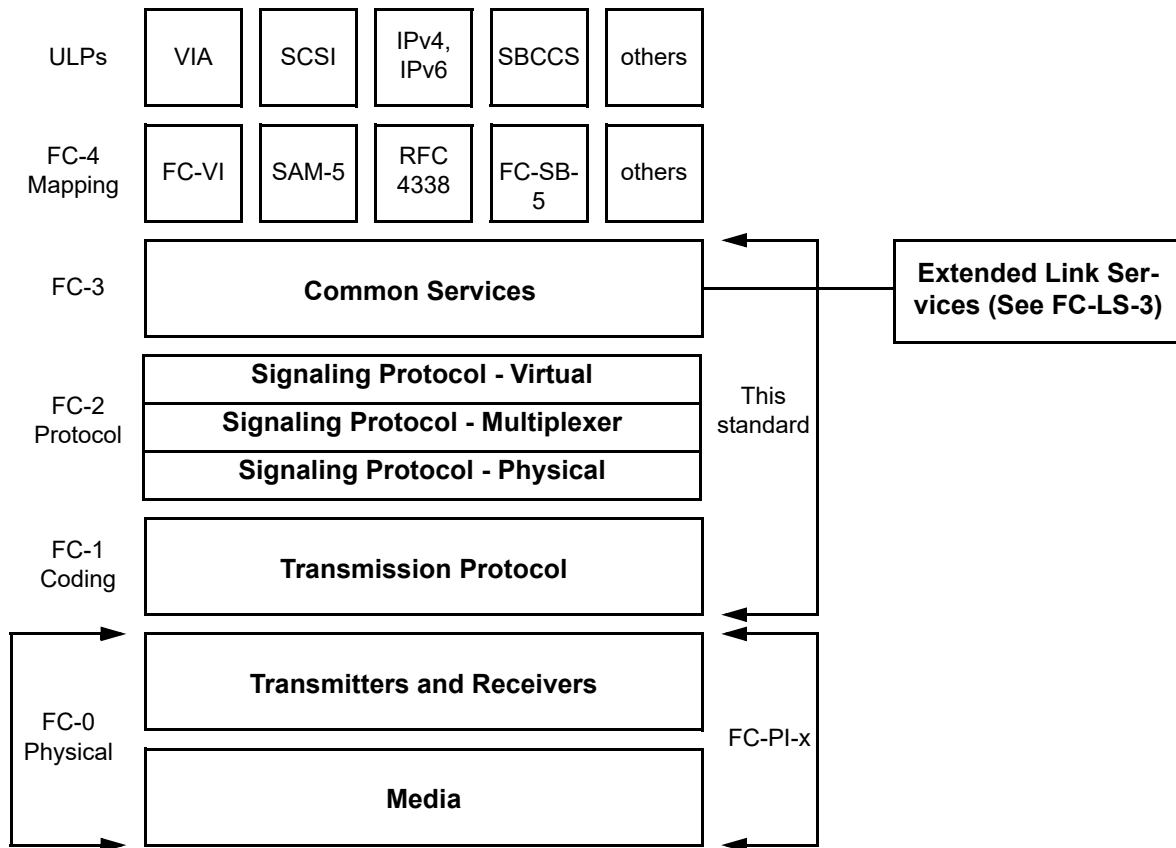 ULPs
VIA
SCSI
IPv4,
IPv6
SBCCS
others
FC-4
Mapping
FC-VI
SAM-5
RFC
4338
FC-SB-
5
others
FC-3
Common Services
Extended Link Ser-
vices (See FC-LS-3)
FC-2
Protocol
Signaling Protocol - Virtual
Signaling Protocol - Multiplexer
Signaling Protocol - Physical
This
standard
FC-1
Coding
Transmission Protocol
FC-0
Physical
Transmitters and Receivers
Media
FC-PI-x